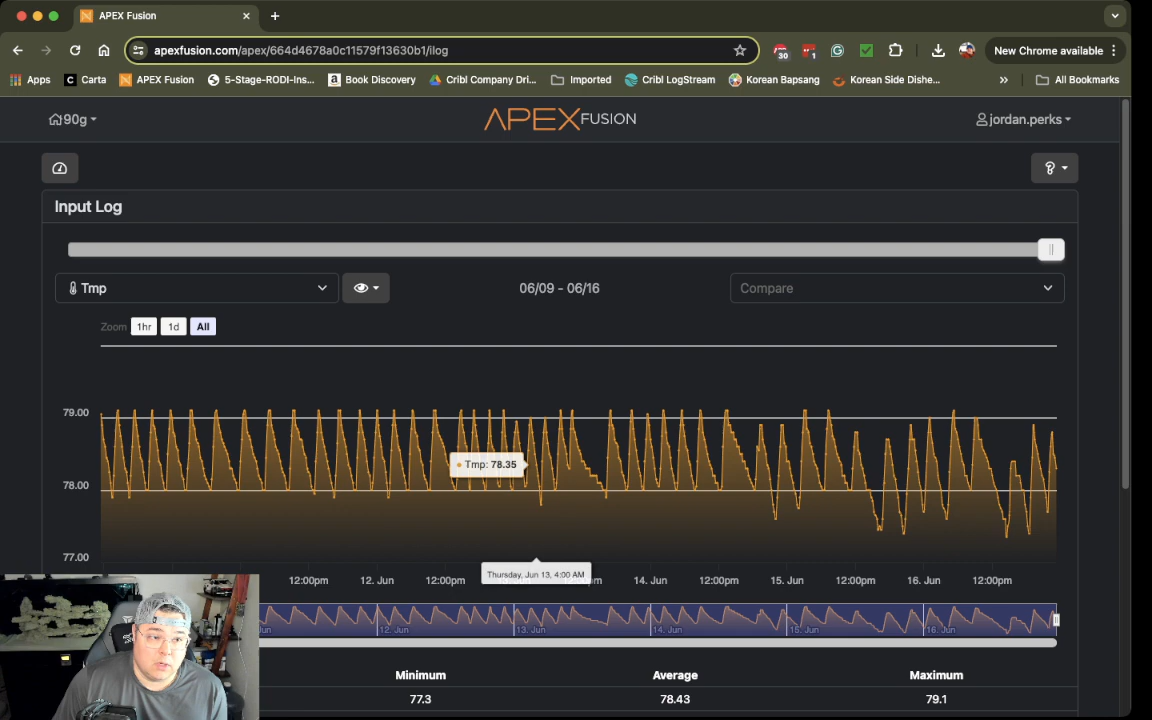 APEX Fusion
apexfusion.com/apex/664d4678a0c11579f13630b1/ilog
30
1
New Chrome available
Apps
Carta
APEX Fusion
5-Stage-RODI-Ins...
Book Discovery
Cribl Company Dri...
Imported
Cribl LogStream
Korean Bapsang
Korean Side Dishe...
»
All Bookmarks
90g
APEX FUSION
jordan.perks
Input Log
Tmp
06/09 - 06/16
Compare
Zoom 1hr 1d All
79.00
78.00
77.00
Tmp: 78.35
Thursday, Jun 13, 4:00 AM
12:00pm 12. Jun 12:00pm 14. Jun 12:00pm 15. Jun 12:00pm 16. Jun 12:00pm
12. Jun 13. Jun 14. Jun 15. Jun 16. Jun
Minimum Average Maximum
77.3 78.43 79.1